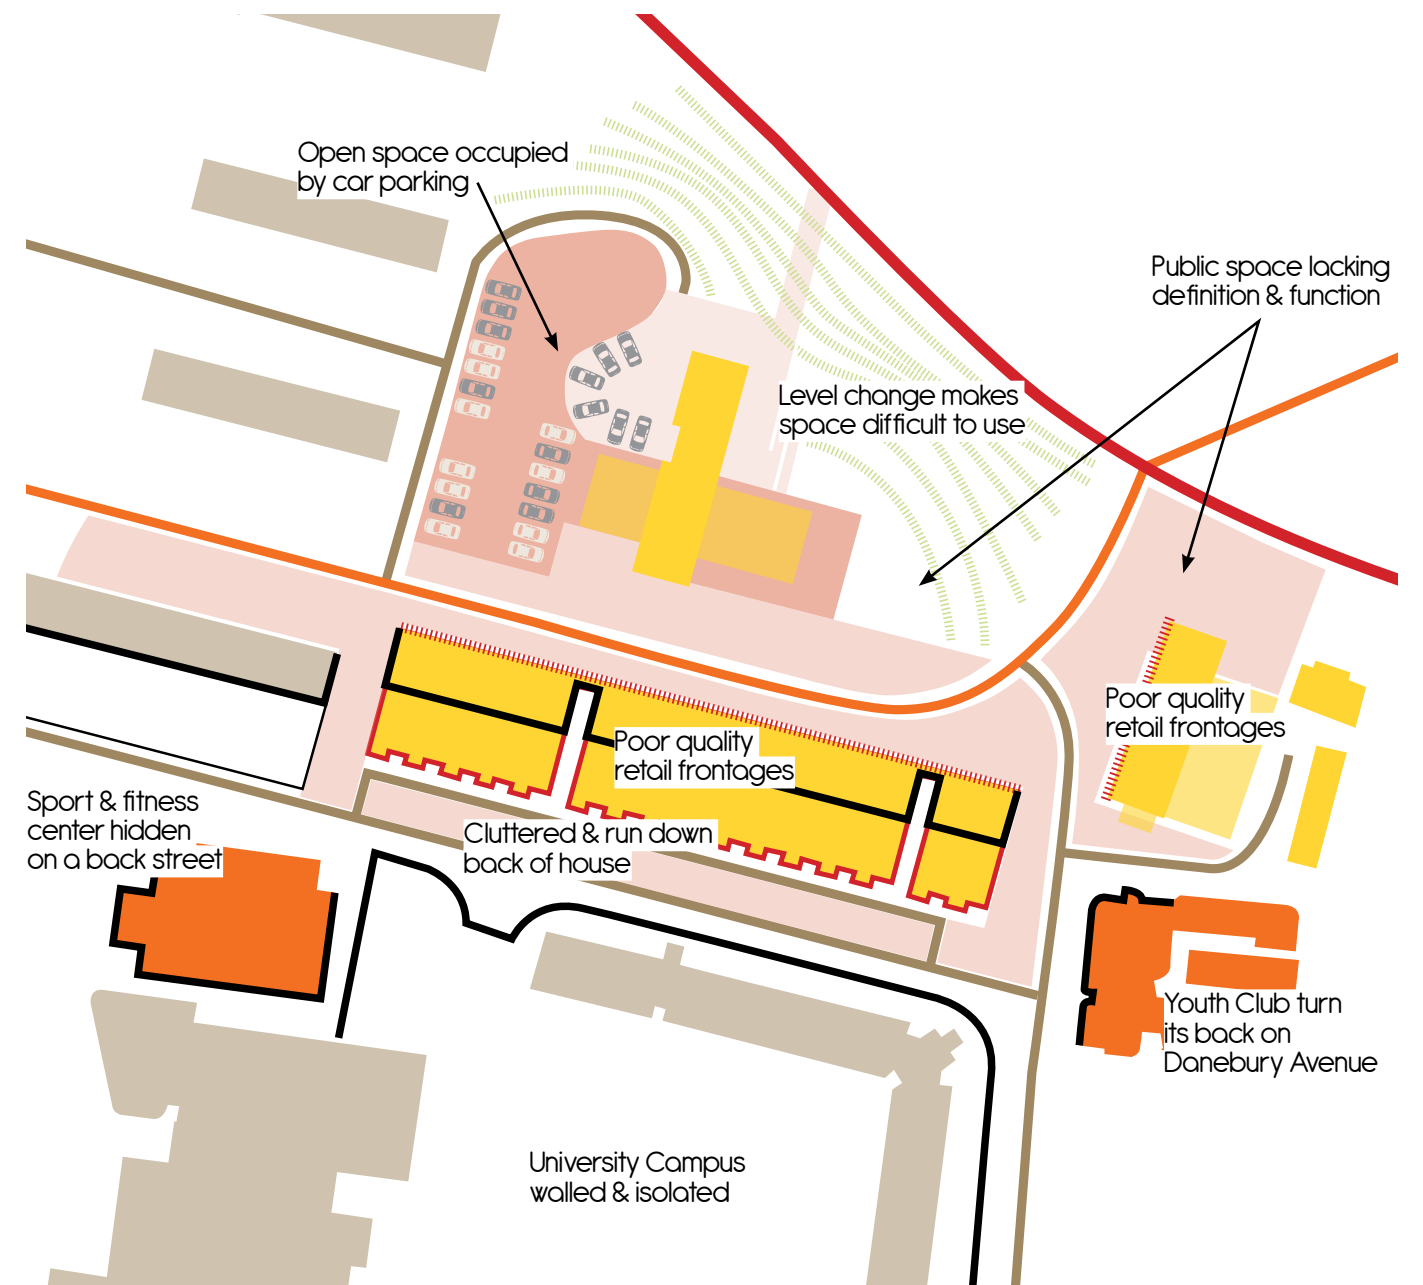 Open space occupied
by car parking
Public space lacking
definition & function
Level change makes
space difficult to use
Poor quality
retail frontages
Poor quality
retail frontages
Sport & fitness
center hidden
on a back street
Cluttered & run down
back of house
Youth Club turn
its back on
Danebury Avenue
University Campus
walled & isolated